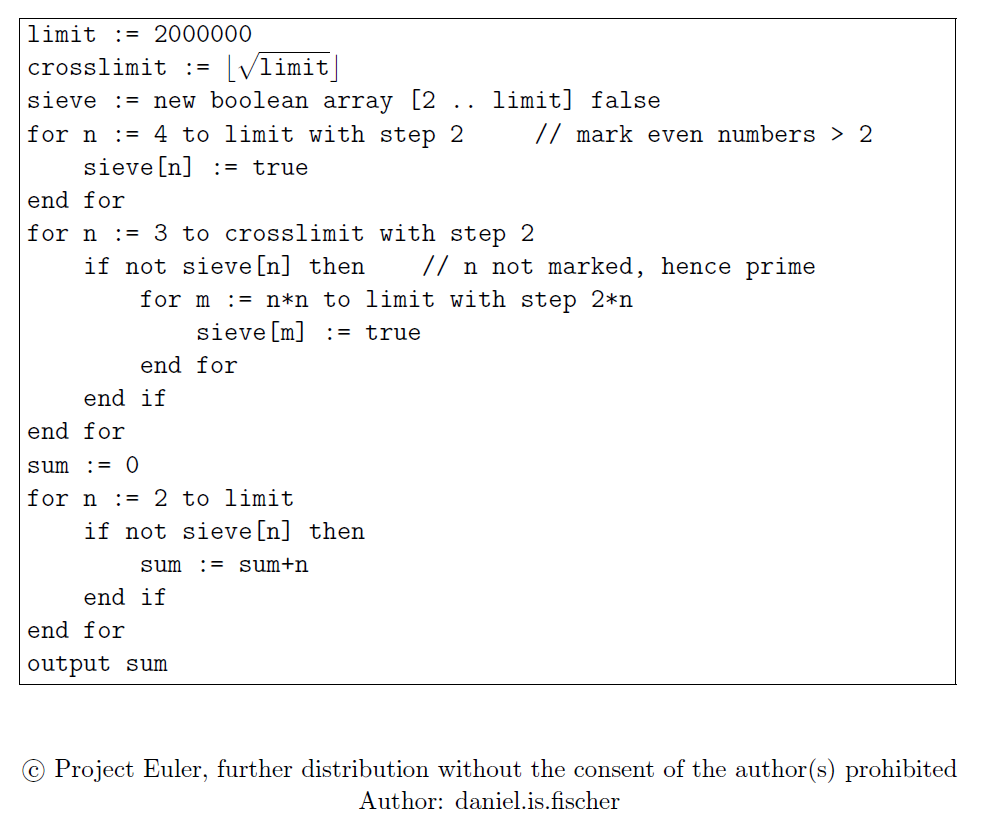 limit := 2000000
crosslimit := ⌊√limit⌋
sieve := new boolean array [2 .. limit] false
for n := 4 to limit with step 2     // mark even numbers > 2
    sieve[n] := true
end for
for n := 3 to crosslimit with step 2
    if not sieve[n] then    // n not marked, hence prime
        for m := n*n to limit with step 2*n
            sieve[m] := true
        end for
    end if
end for
sum := 0
for n := 2 to limit
    if not sieve[n] then
        sum := sum+n
    end if
end for
output sum
© Project Euler, further distribution without the consent of the author(s) prohibited
Author: daniel.is.fischer